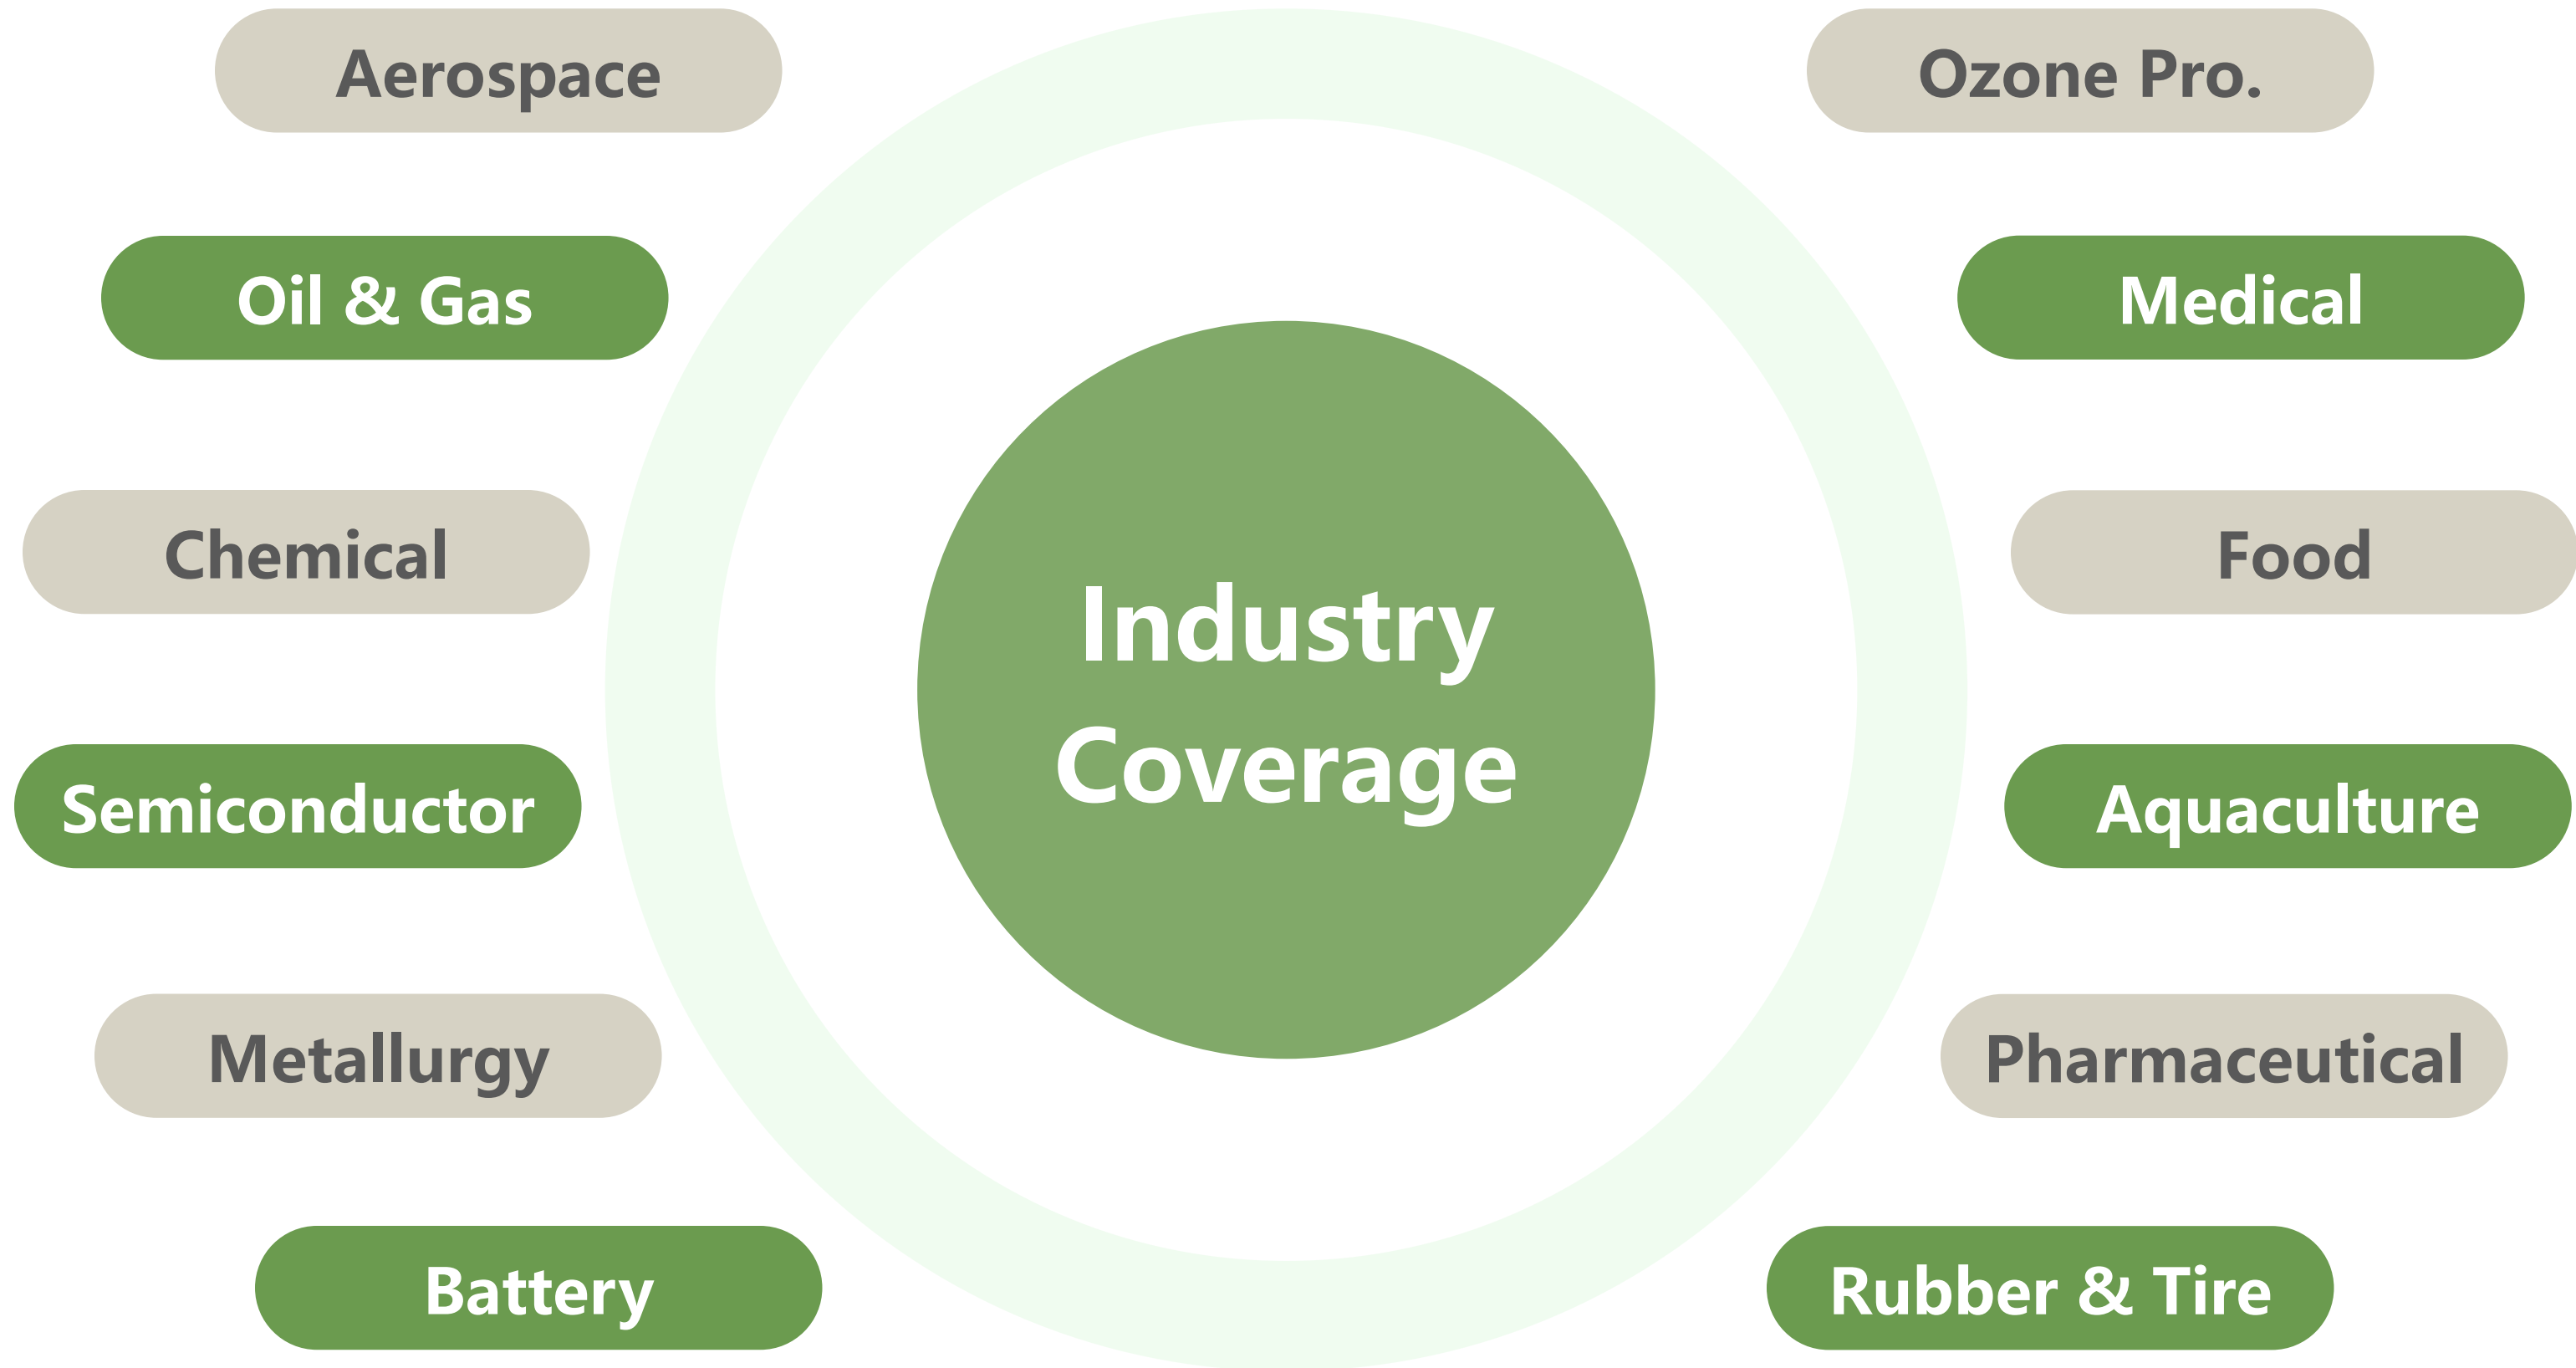 Aerospace
Oil & Gas
Chemical
Semiconductor
Metallurgy
Battery
Industry
Coverage
Ozone Pro.
Medical
Food
Aquaculture
Pharmaceutical
Rubber & Tire